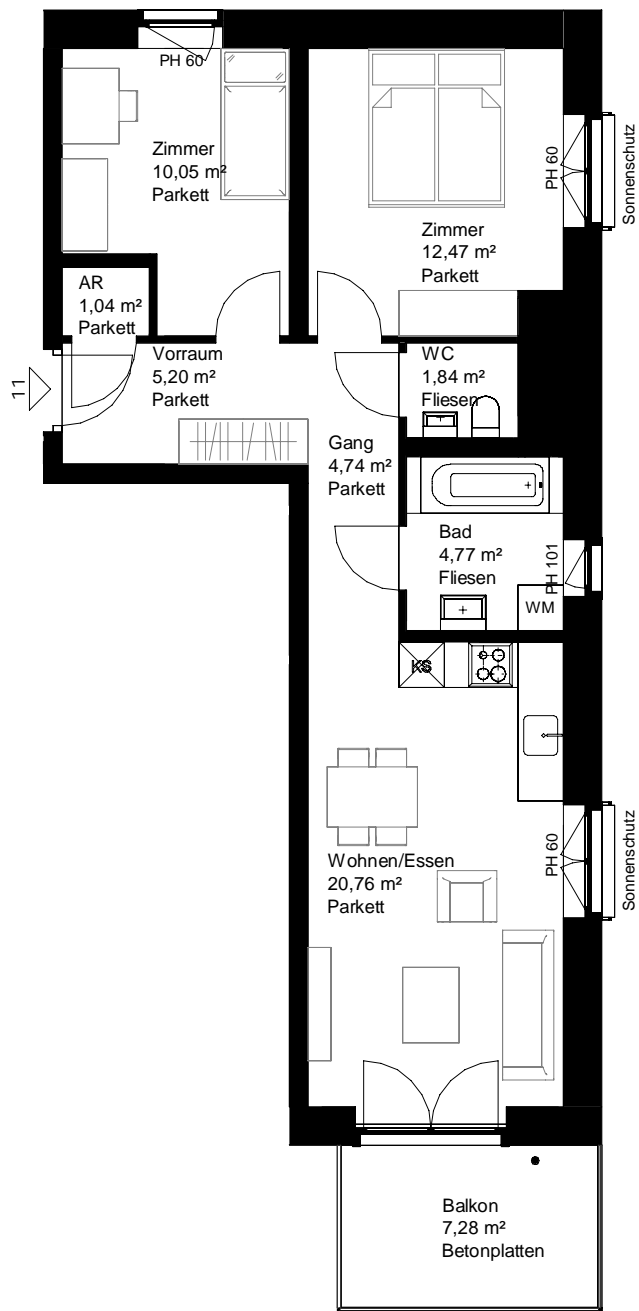 PH 60
Zimmer
10,05 m²
Parkett
PH 60
Sonnenschutz
Zimmer
12,47 m²
Parkett
AR
1,04 m²
Parkett
11
Vorraum
5,20 m²
Parkett
WC
1,84 m²
Fliesen
Gang
4,74 m²
Parkett
Bad
4,77 m²
Fliesen
PH 101
WM
KS
Wohnen/Essen
20,76 m²
Parkett
PH 60
Sonnenschutz
Balkon
7,28 m²
Betonplatten